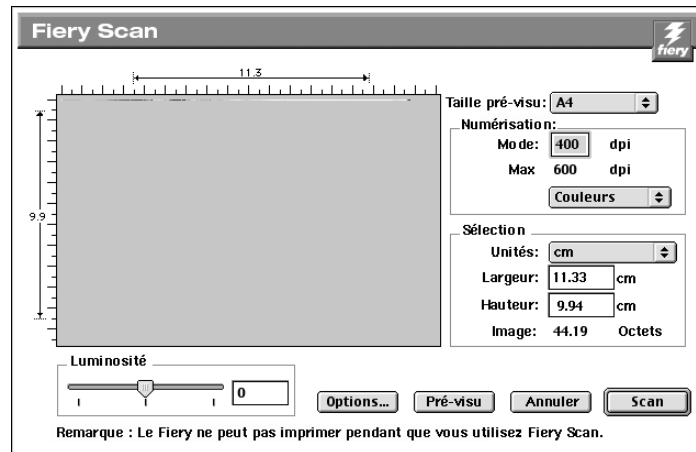 Fiery Scan
fiery
11.3
9.9
Taille pré-visu: A4
Numérisation:
Mode: 400 dpi
Max 600 dpi
Couleurs
Sélection
Unités: cm
Largeur: 11.33 cm
Hauteur: 9.94 cm
Image: 44.19 Octets
Luminosité
0
Options... Pré-visu Annuler Scan
Remarque : Le Fiery ne peut pas imprimer pendant que vous utilisez Fiery Scan.